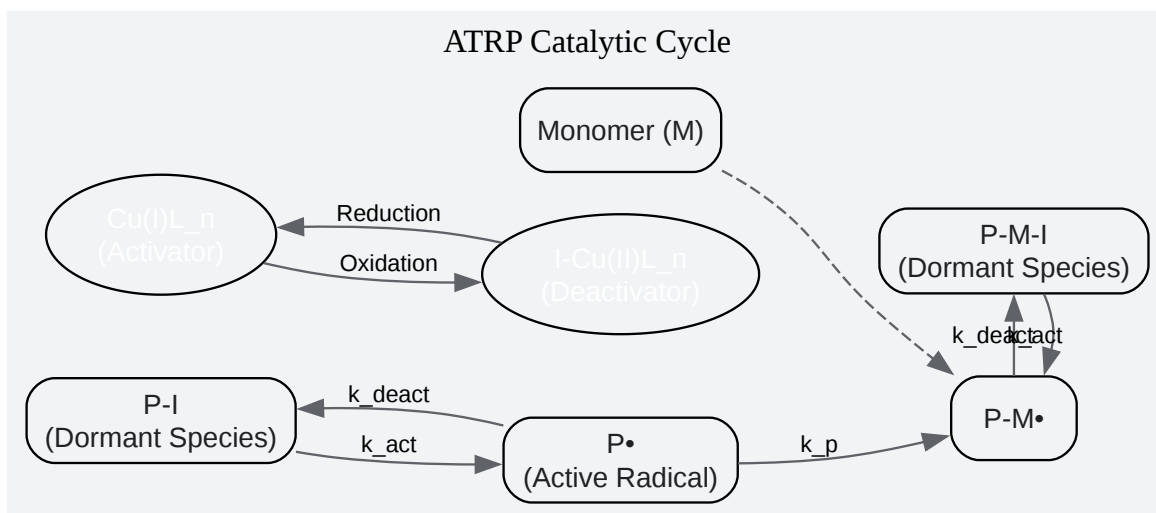 ATRP Catalytic Cycle
Monomer (M)
Cu(I)L_n
(Activator)
Reduction
Oxidation
I-Cu(II)L_n
(Deactivator)
P-M-I
(Dormant Species)
k_deact
k_act
P-I
(Dormant Species)
k_deact
k_act
P•
(Active Radical)
k_p
P-M•